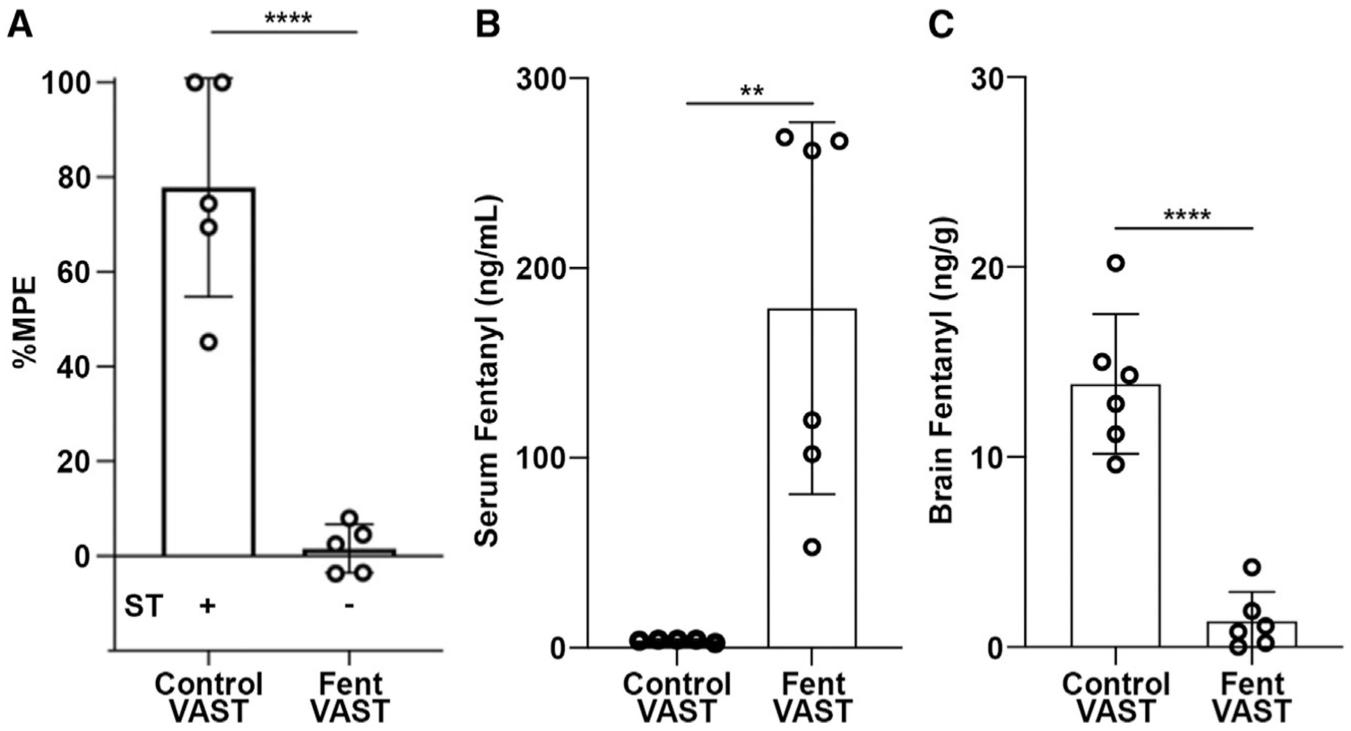 A
****
100
80
60
40
20
0
%MPE
ST + -
Control VAST
Fent VAST
B
**
300
200
100
0
Serum Fentanyl (ng/mL)
Control VAST
Fent VAST
C
****
30
20
10
0
Brain Fentanyl (ng/g)
Control VAST
Fent VAST